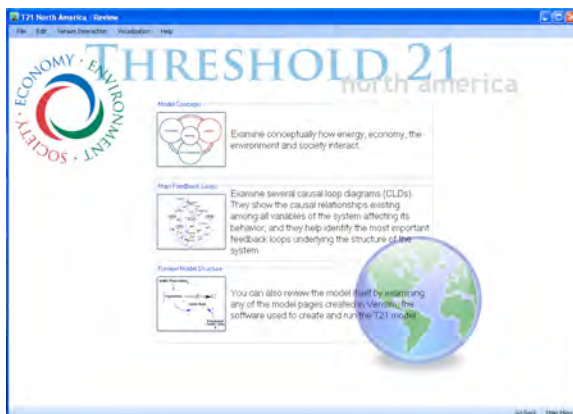 T21 North America / Review
File Edit Vensim Interaction Visualization Help
THRESHOLD 21
north america
ECONOMY · ENVIRONMENT · SOCIETY ·
Model Concepts
Examine conceptually how energy, economy, the
environment and society interact.
Main Feedback Loops
Examine several causal loop diagrams (CLDs).
They show the causal relationships existing
among all variables of the system affecting its
behavior, and they help identify the most important
feedback loops underlying the structure of the
system.
Review Model Structure
You can also review the model itself by examining
any of the model pages created in Vensim, the
software used to create and run the T21 model.
Go Back Main Menu